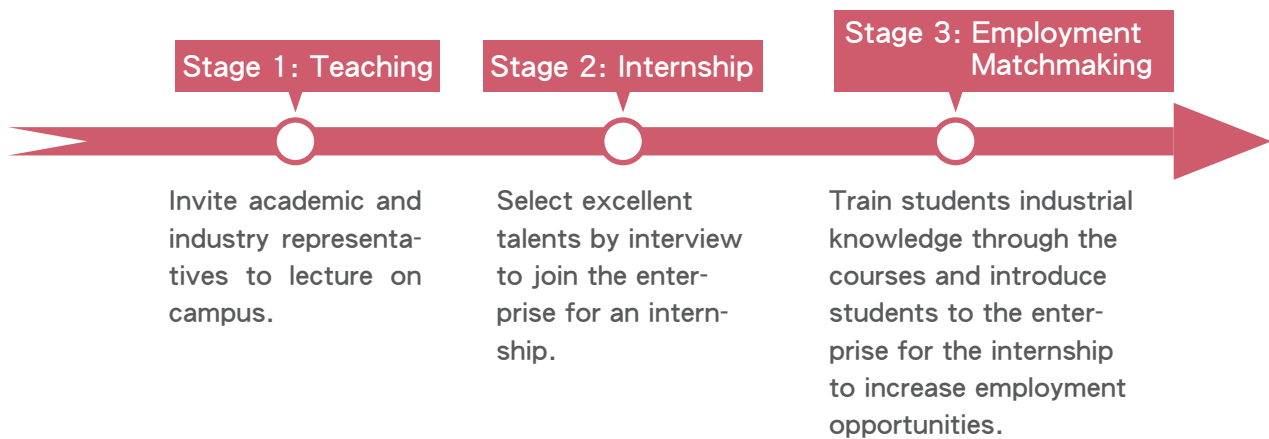 Stage 1: Teaching
Invite academic and
industry representa-
tives to lecture on
campus.
Stage 2: Internship
Select excellent
talents by interview
to join the enter-
prise for an intern-
ship.
Stage 3: Employment
Matchmaking
Train students industrial
knowledge through the
courses and introduce
students to the enter-
prise for the internship
to increase employment
opportunities.